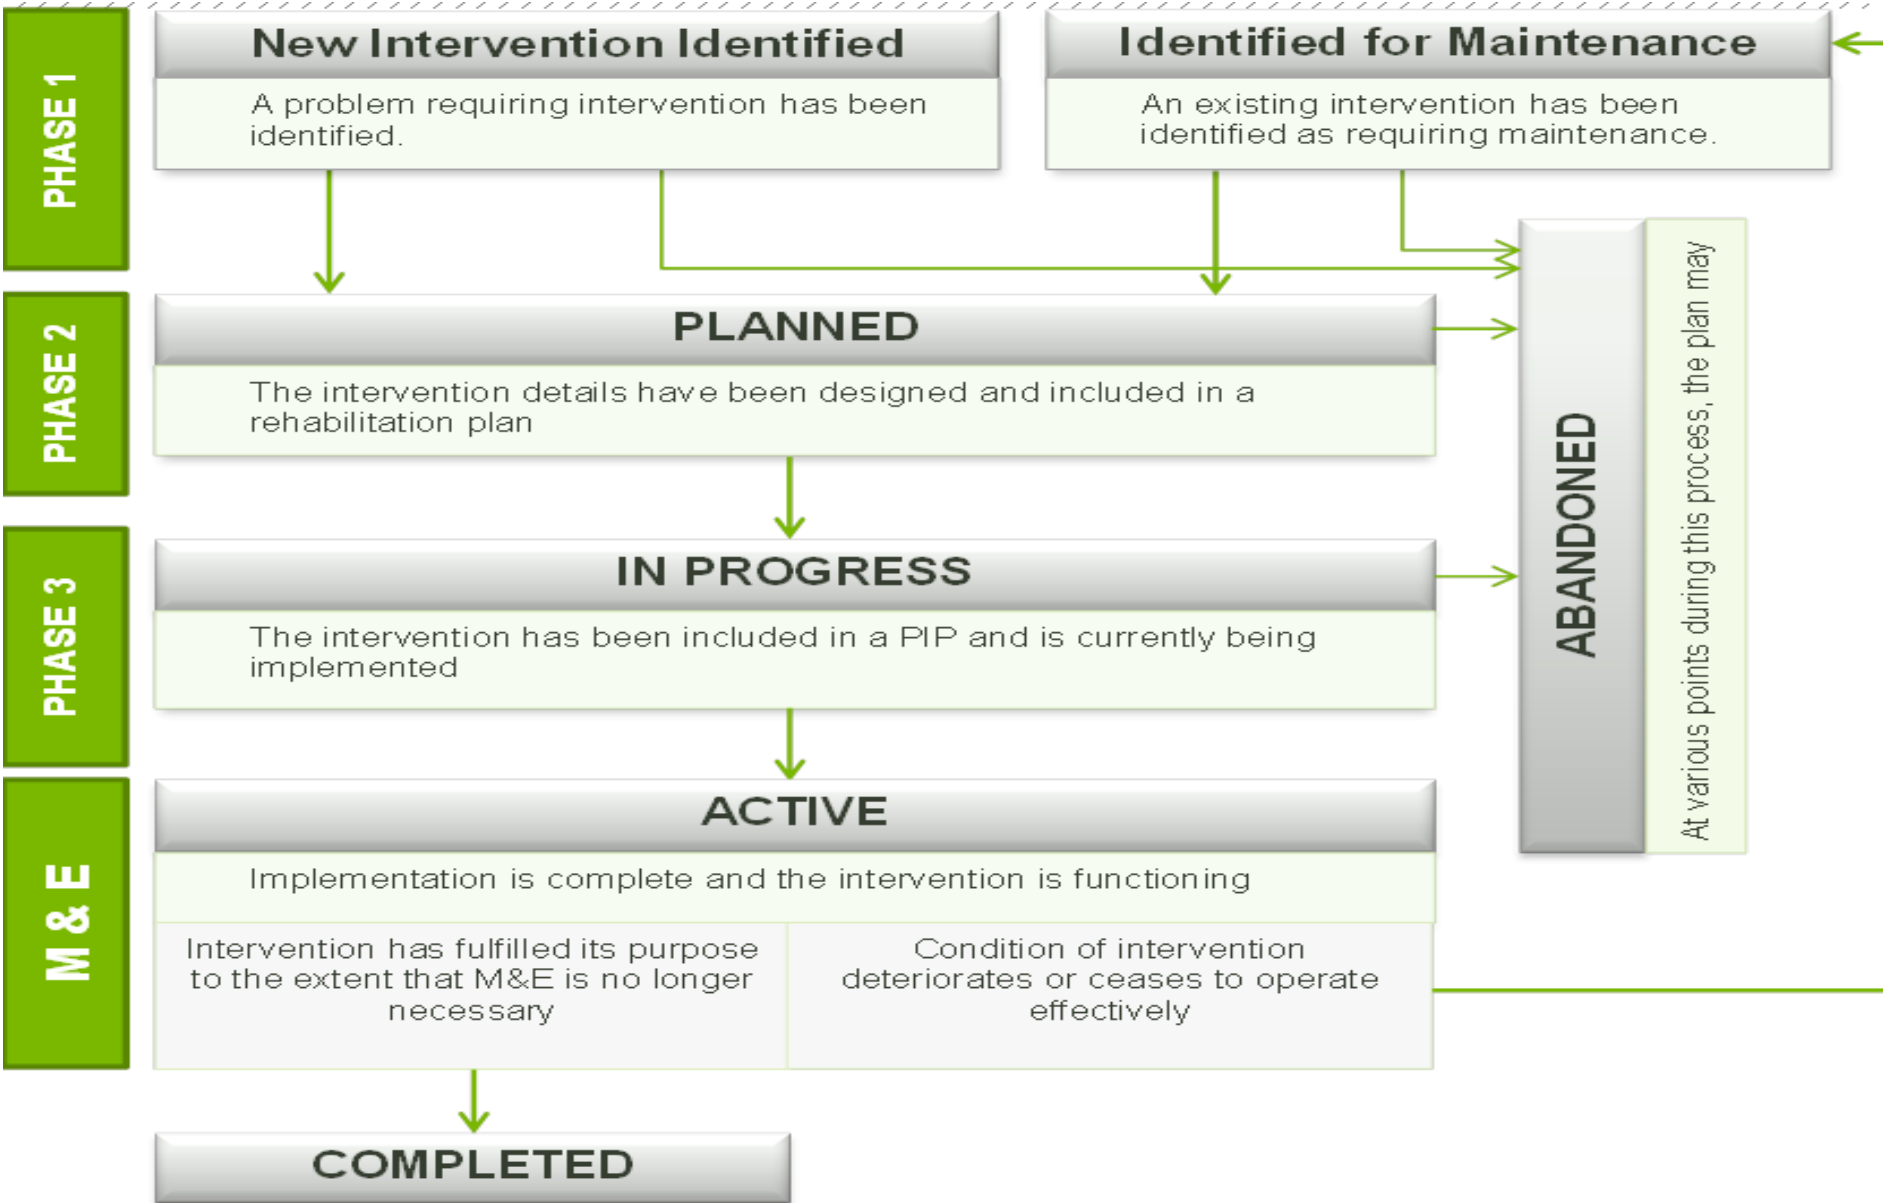 PHASE 1
New Intervention Identified
A problem requiring intervention has been
identified.
Identified for Maintenance
An existing intervention has been
identified as requiring maintenance.
PHASE 2
PLANNED
The intervention details have been designed and included in a
rehabilitation plan
PHASE 3
IN PROGRESS
The intervention has been included in a PIP and is currently being
implemented
ABANDONED
At various points during this process, the plan may
M & E
ACTIVE
Implementation is complete and the intervention is functioning
Intervention has fulfilled its purpose
to the extent that M&E is no longer
necessary
Condition of intervention
deteriorates or ceases to operate
effectively
COMPLETED